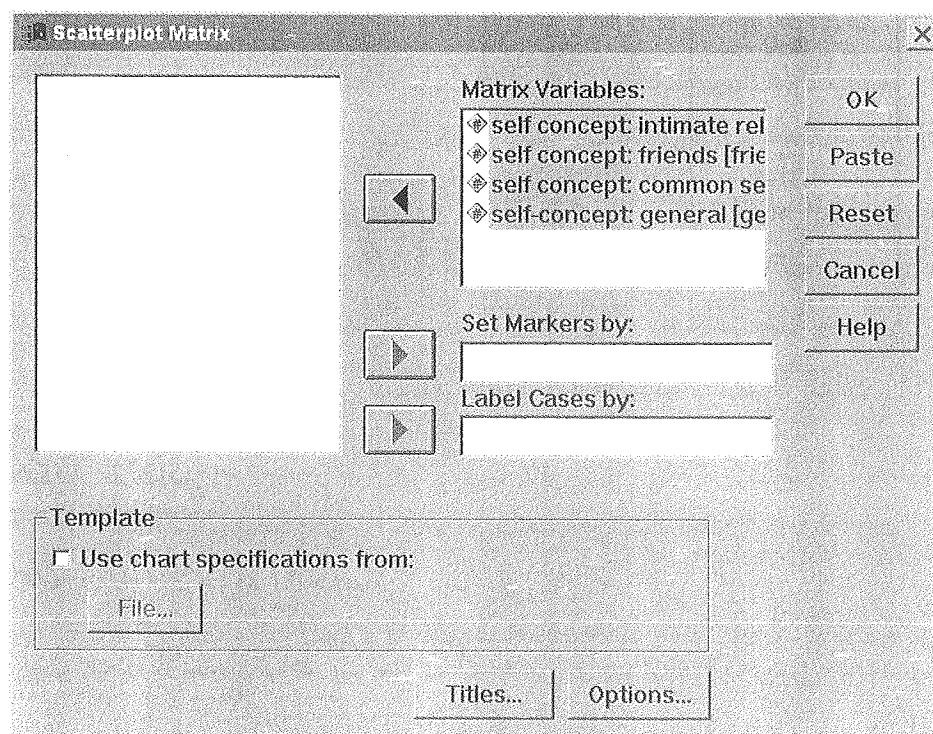 Scatterplot Matrix
Matrix Variables:
self concept: intimate rel
self concept: friends [frie
self concept: common se
self-concept: general [ge
Set Markers by:
Label Cases by:
OK
Paste
Reset
Cancel
Help
Template
Use chart specifications from:
File...
Titles...
Options...